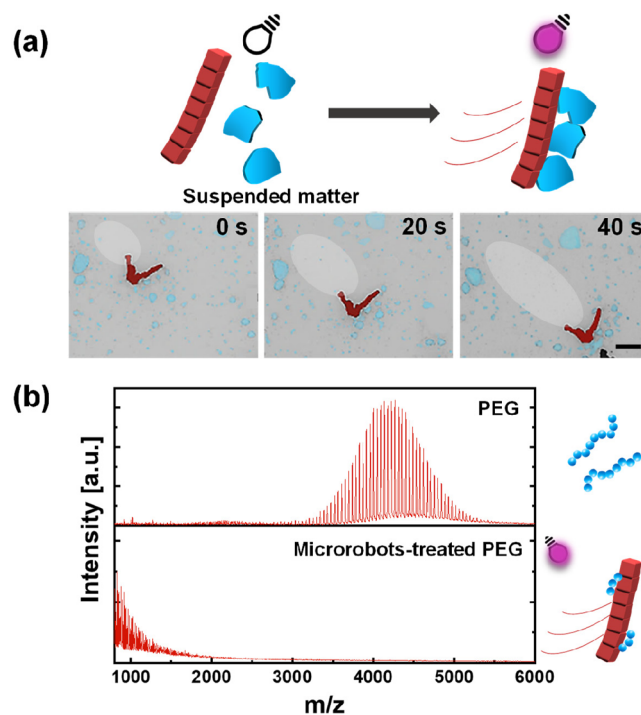 (a)
Suspended matter
0 s
20 s
40 s
(b)
PEG
Microrobots-treated PEG
Intensity [a.u.]
1000 2000 3000 4000 5000 6000
m/z